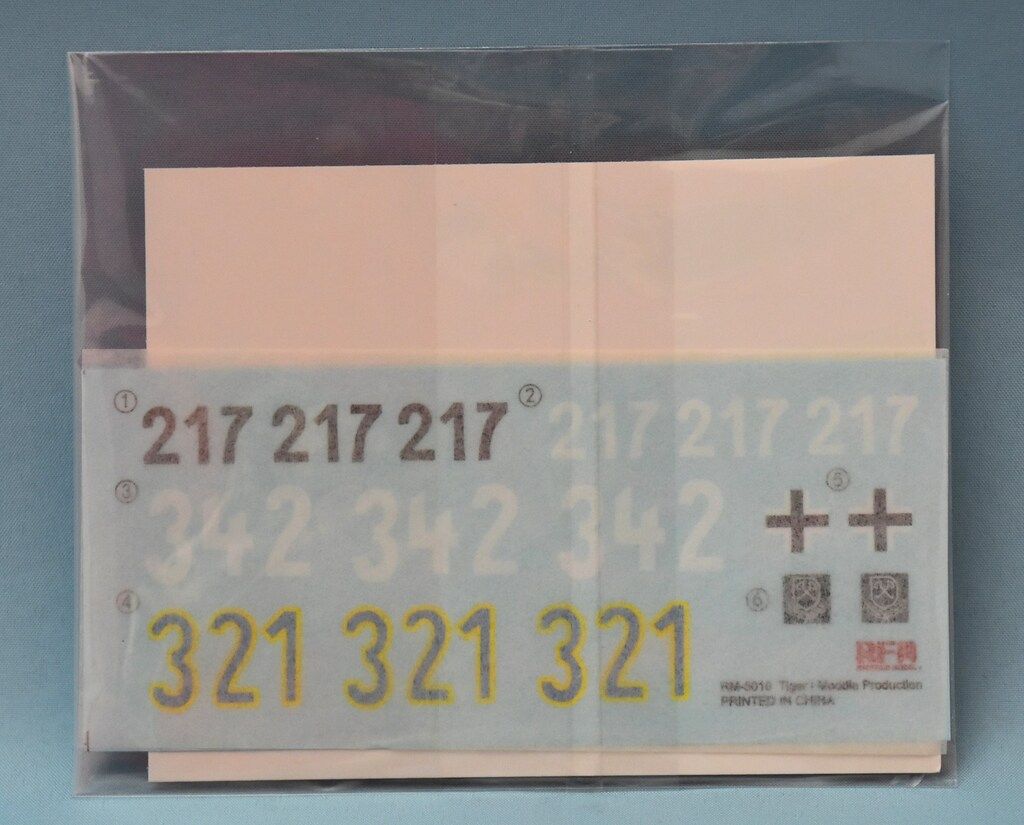 ① 217 217 217 ② 217 217 217
③ 342 342 342 ⑤
④ 321 321 321 ⑥
RFM
RM-5010 Tiger I Middle Production
PRINTED IN CHINA